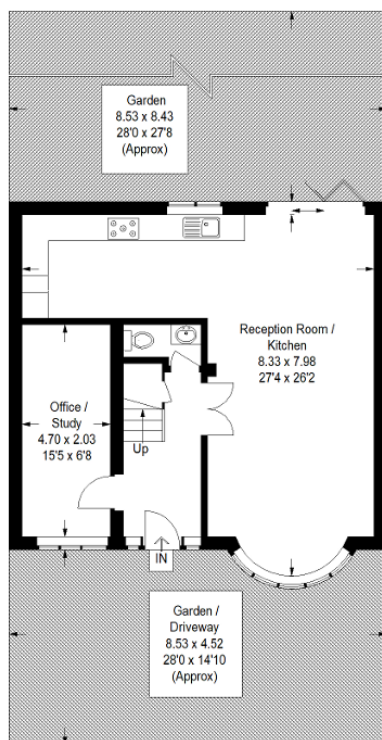 Garden
8.53 x 8.43
28'0 x 27'8
(Approx)
Reception Room /
Kitchen
8.33 x 7.98
27'4 x 26'2
Office /
Study
4.70 x 2.03
15'5 x 6'8
Up
IN
Garden /
Driveway
8.53 x 4.52
28'0 x 14'10
(Approx)